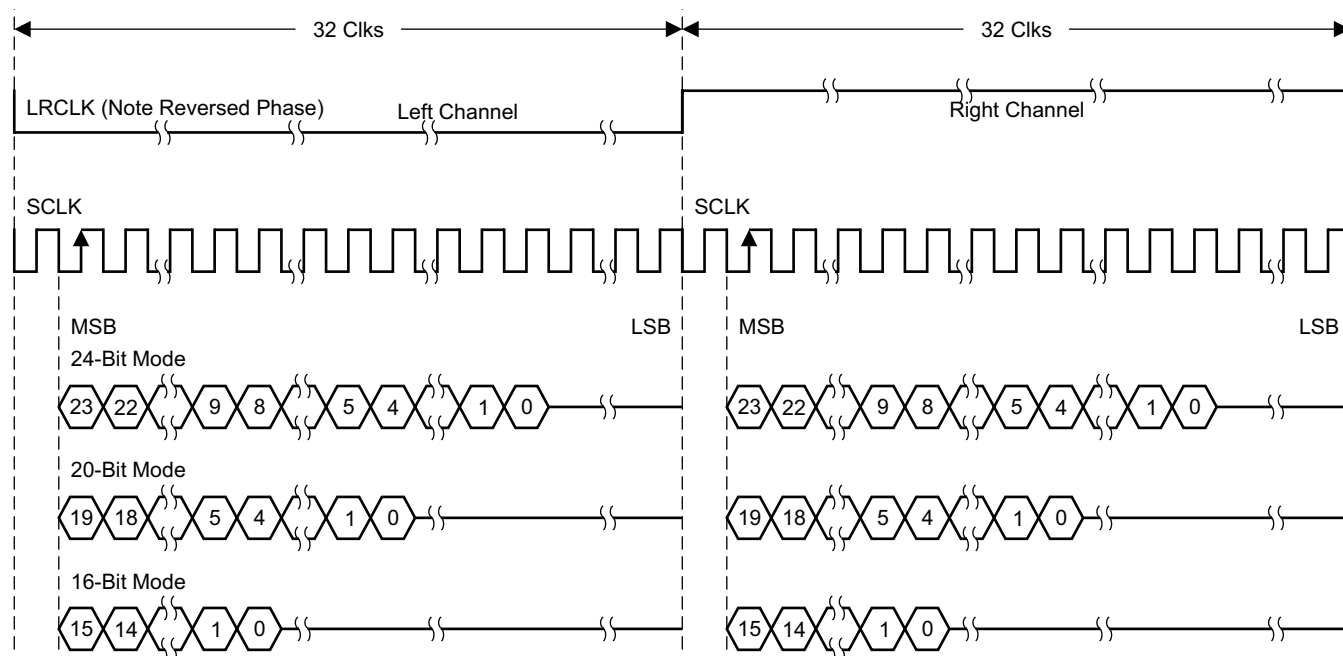 32 Clks 32 Clks
LRCLK (Note Reversed Phase) Left Channel Right Channel
SCLK SCLK
MSB LSB MSB LSB
24-Bit Mode
23 22 9 8 5 4 1 0 23 22 9 8 5 4 1 0
20-Bit Mode
19 18 5 4 1 0 19 18 5 4 1 0
16-Bit Mode
15 14 1 0 15 14 1 0